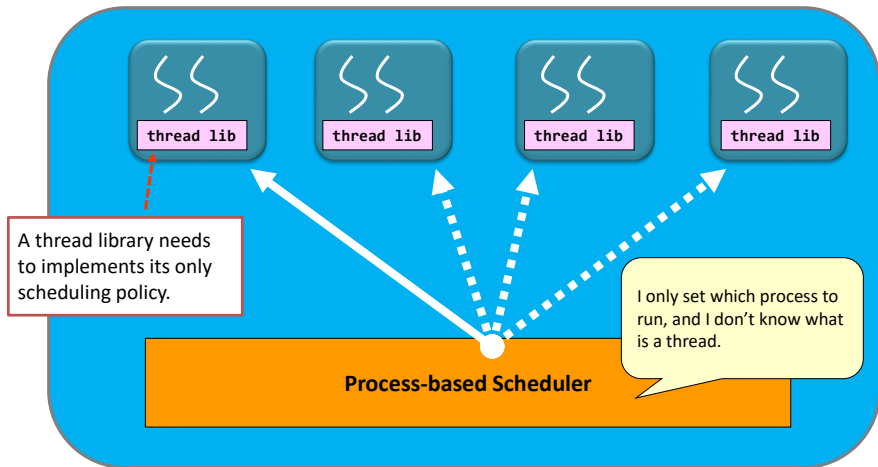 thread lib
thread lib
thread lib
thread lib
A thread library needs
to implements its only
scheduling policy.
I only set which process to
run, and I don’t know what
is a thread.
Process-based Scheduler